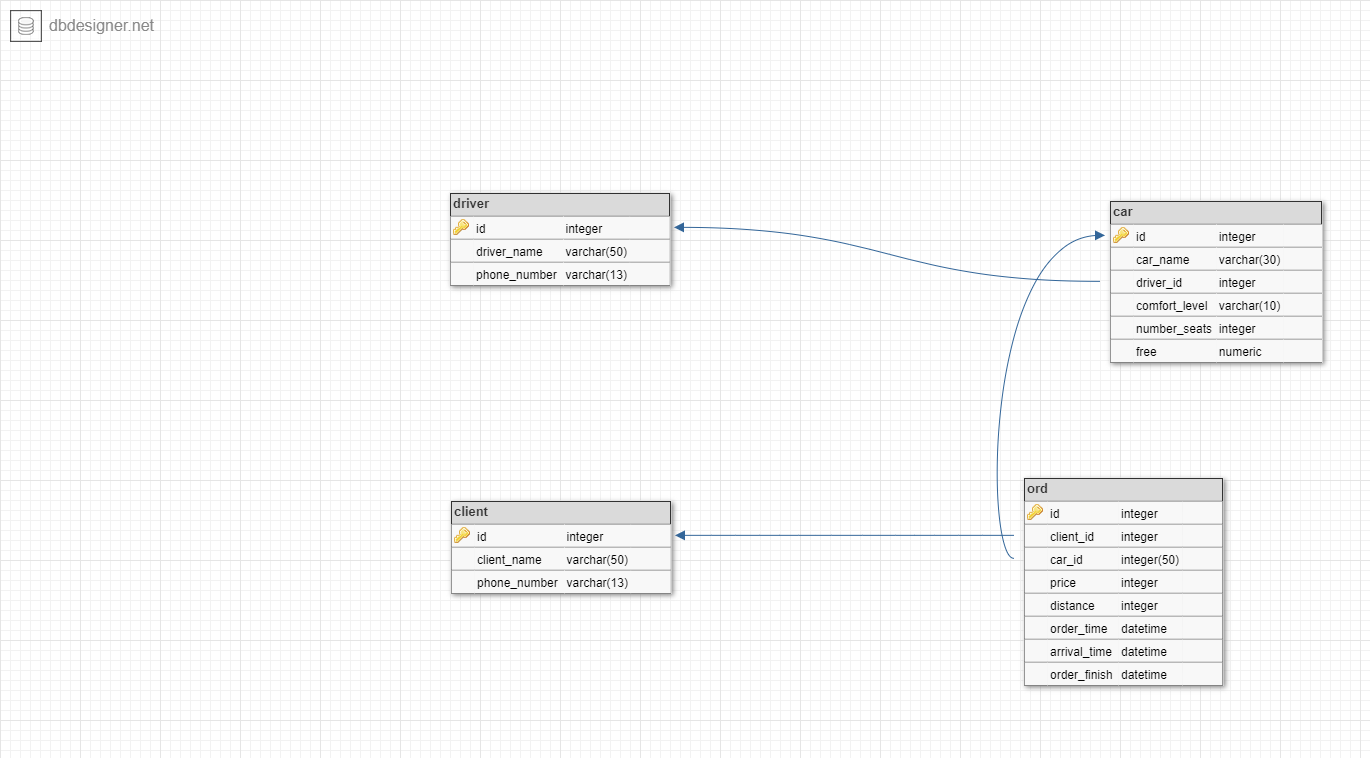 dbdesigner.net
driver
id integer
driver_name varchar(50)
phone_number varchar(13)
car
id integer
car_name varchar(30)
driver_id integer
comfort_level varchar(10)
number_seats integer
free numeric
client
id integer
client_name varchar(50)
phone_number varchar(13)
ord
id integer
client_id integer
car_id integer(50)
price integer
distance integer
order_time datetime
arrival_time datetime
order_finish datetime